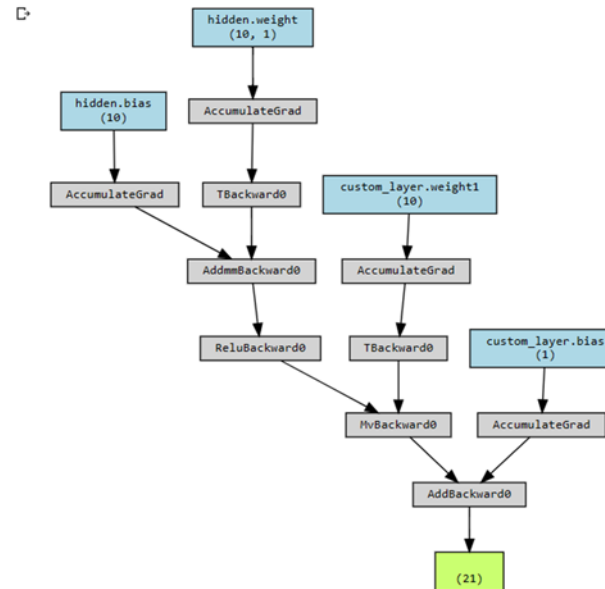 hidden.weight
(10, 1)
hidden.bias
(10)
AccumulateGrad
AccumulateGrad
TBackward0
custom_layer.weight1
(10)
AddmmBackward0
AccumulateGrad
ReluBackward0
TBackward0
custom_layer.bias
(1)
MvBackward0
AccumulateGrad
AddBackward0
(21)